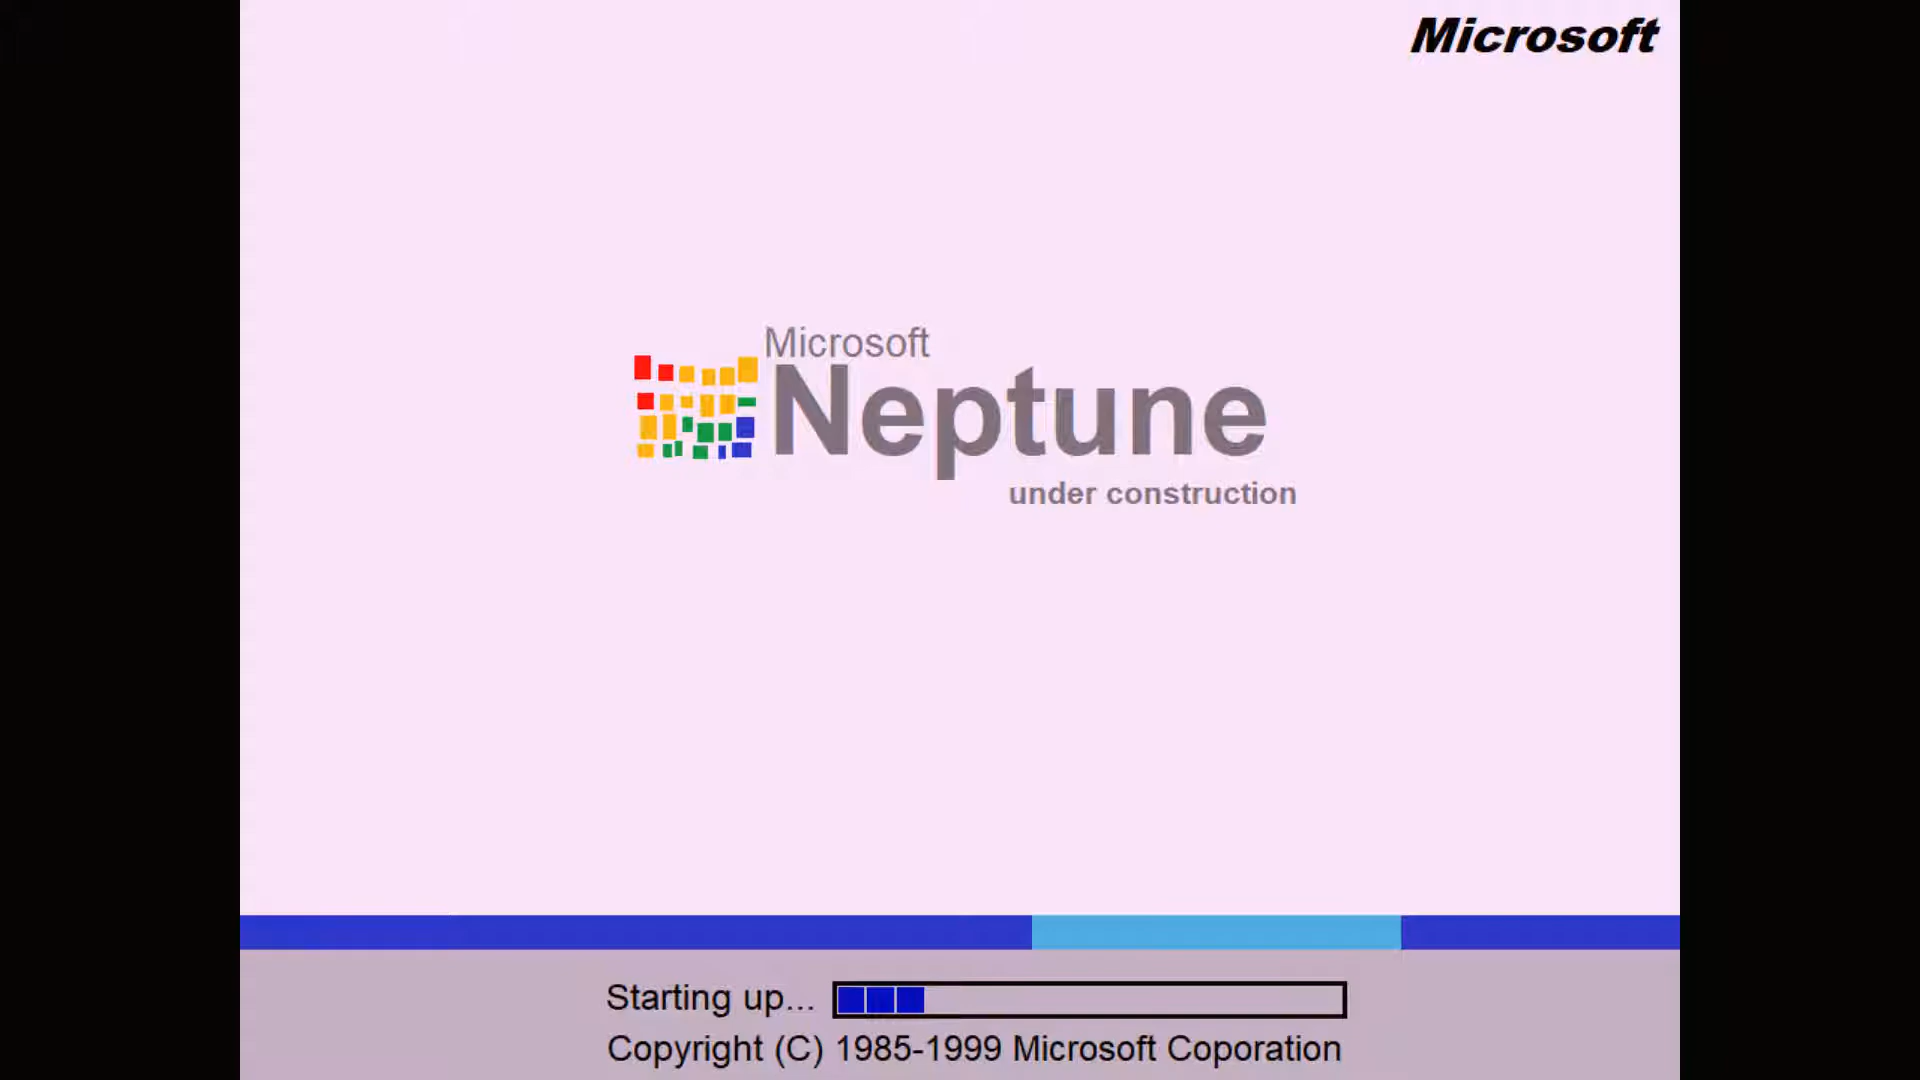 Microsoft
Microsoft
Neptune
under construction
Starting up...
Copyright (C) 1985-1999 Microsoft Coporation